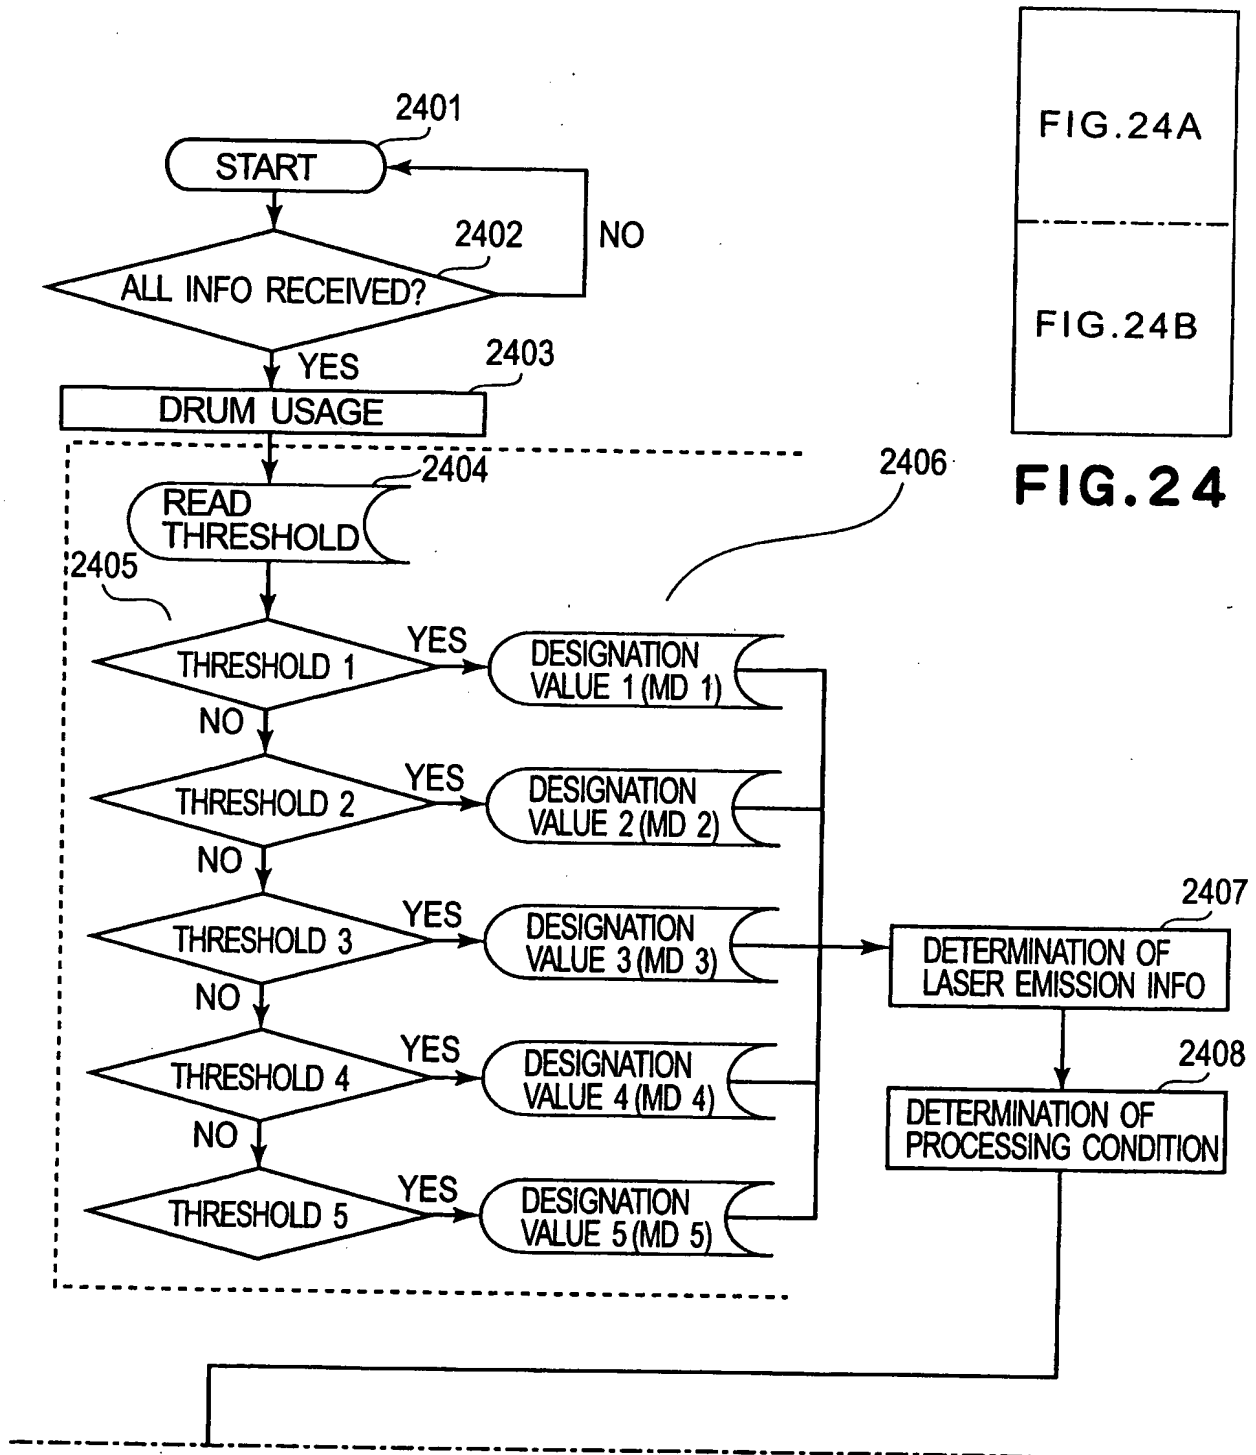 2401
START
FIG.24A
2402
NO
ALL INFO RECEIVED?
FIG.24B
YES
2403
DRUM USAGE
2404
2406
FIG.24
READ
THRESHOLD
2405
THRESHOLD 1
YES
DESIGNATION
VALUE 1 (MD 1)
NO
THRESHOLD 2
YES
DESIGNATION
VALUE 2 (MD 2)
NO
THRESHOLD 3
YES
DESIGNATION
VALUE 3 (MD 3)
2407
DETERMINATION OF
LASER EMISSION INFO
NO
THRESHOLD 4
YES
DESIGNATION
VALUE 4 (MD 4)
2408
DETERMINATION OF
PROCESSING CONDITION
NO
THRESHOLD 5
YES
DESIGNATION
VALUE 5 (MD 5)